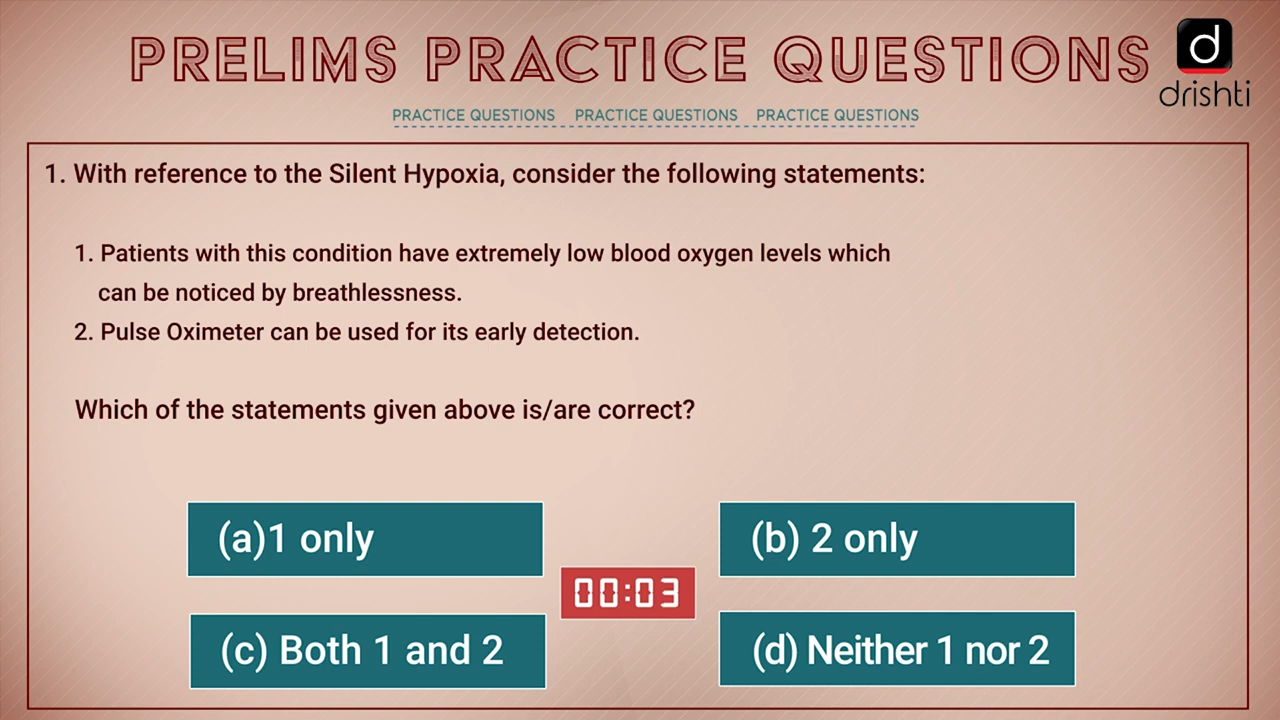 PRELIMS PRACTICE QUESTIONS
d
drishti
PRACTICE QUESTIONS PRACTICE QUESTIONS PRACTICE QUESTIONS
1. With reference to the Silent Hypoxia, consider the following statements:
1. Patients with this condition have extremely low blood oxygen levels which
can be noticed by breathlessness.
2. Pulse Oximeter can be used for its early detection.
Which of the statements given above is/are correct?
(a)1 only
(b) 2 only
00:03
(c) Both 1 and 2
(d) Neither 1 nor 2